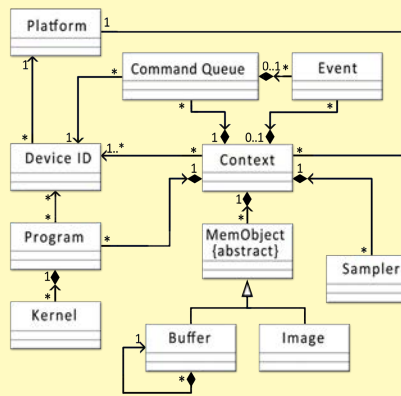 Platform
1
Command Queue
0..1
*
Event
1
*
*
*
*
1
1
0..1
Device ID
1..*
*
Context
*
*
1
1
1
*
*
Program
*
MemObject
{abstract}
*
Sampler
1
*
Kernel
1
Buffer
Image
*